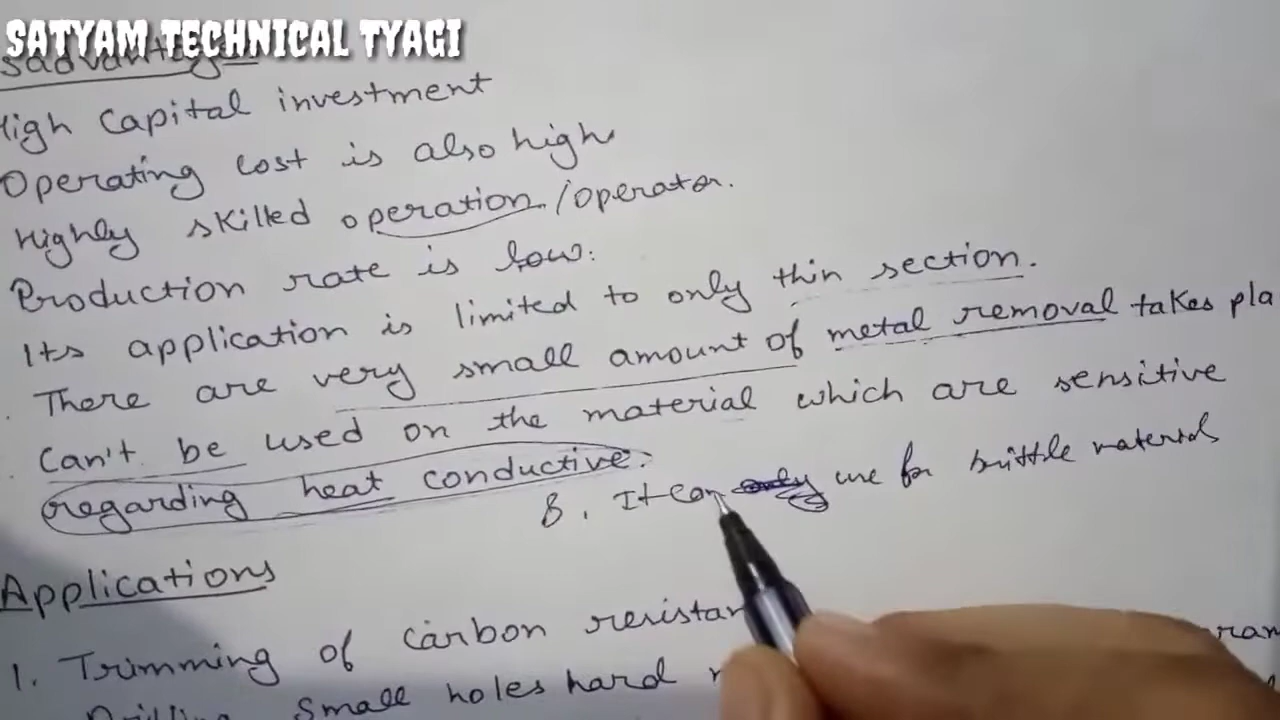 SATYAM TECHNICAL TYAGI
sadvantages
High Capital investment
Operating cost is also high
Highly skilled operation/operator.
Production rate is low.
Its application is limited to only thin section.
There are very small amount of metal removal takes pla
Can't be used on the material which are sensitive
regarding heat conductive.
8. It can use for brittle materials
Applications
1. Trimming of carbon resistan
Drilling small holes hard